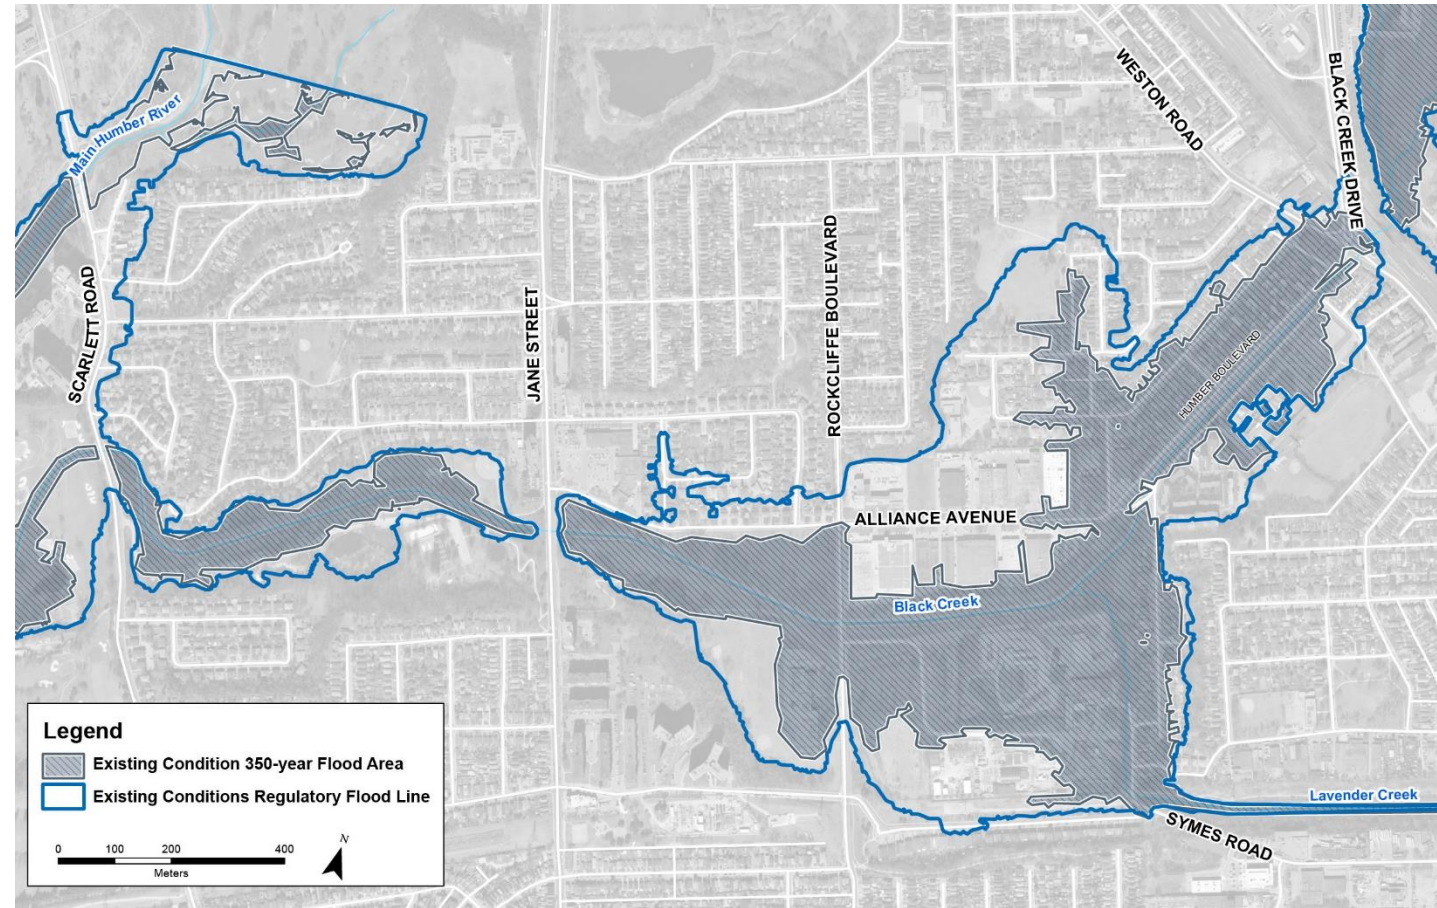 WESTON ROAD
BLACK CREEK DRIVE
Main Humber River
SCARLETT ROAD
JANE STREET
ROCKCLIFFE BOULEVARD
HUMBER BOULEVARD
ALLIANCE AVENUE
Black Creek
Lavender Creek
SYMES ROAD
Legend
Existing Condition 350-year Flood Area
Existing Conditions Regulatory Flood Line
0 100 200 400
Meters
N